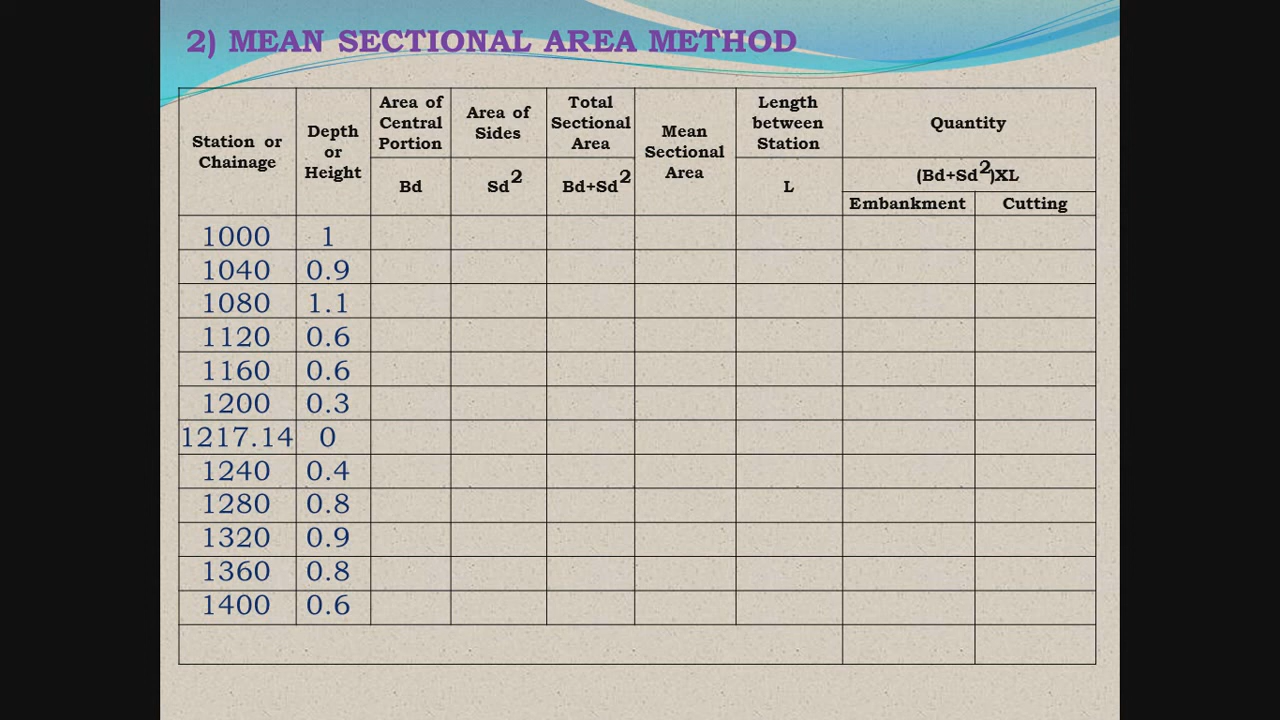 2) MEAN SECTIONAL AREA METHOD
Station or
Chainage
Depth
or
Height
Area of
Central
Portion
Area of
Sides
Total
Sectional
Area
Mean
Sectional
Area
Length
between
Station
Quantity
Bd
Sd²
Bd+Sd²
L
(Bd+Sd²)XL
Embankment
Cutting
1000 1
1040 0.9
1080 1.1
1120 0.6
1160 0.6
1200 0.3
1217.14 0
1240 0.4
1280 0.8
1320 0.9
1360 0.8
1400 0.6